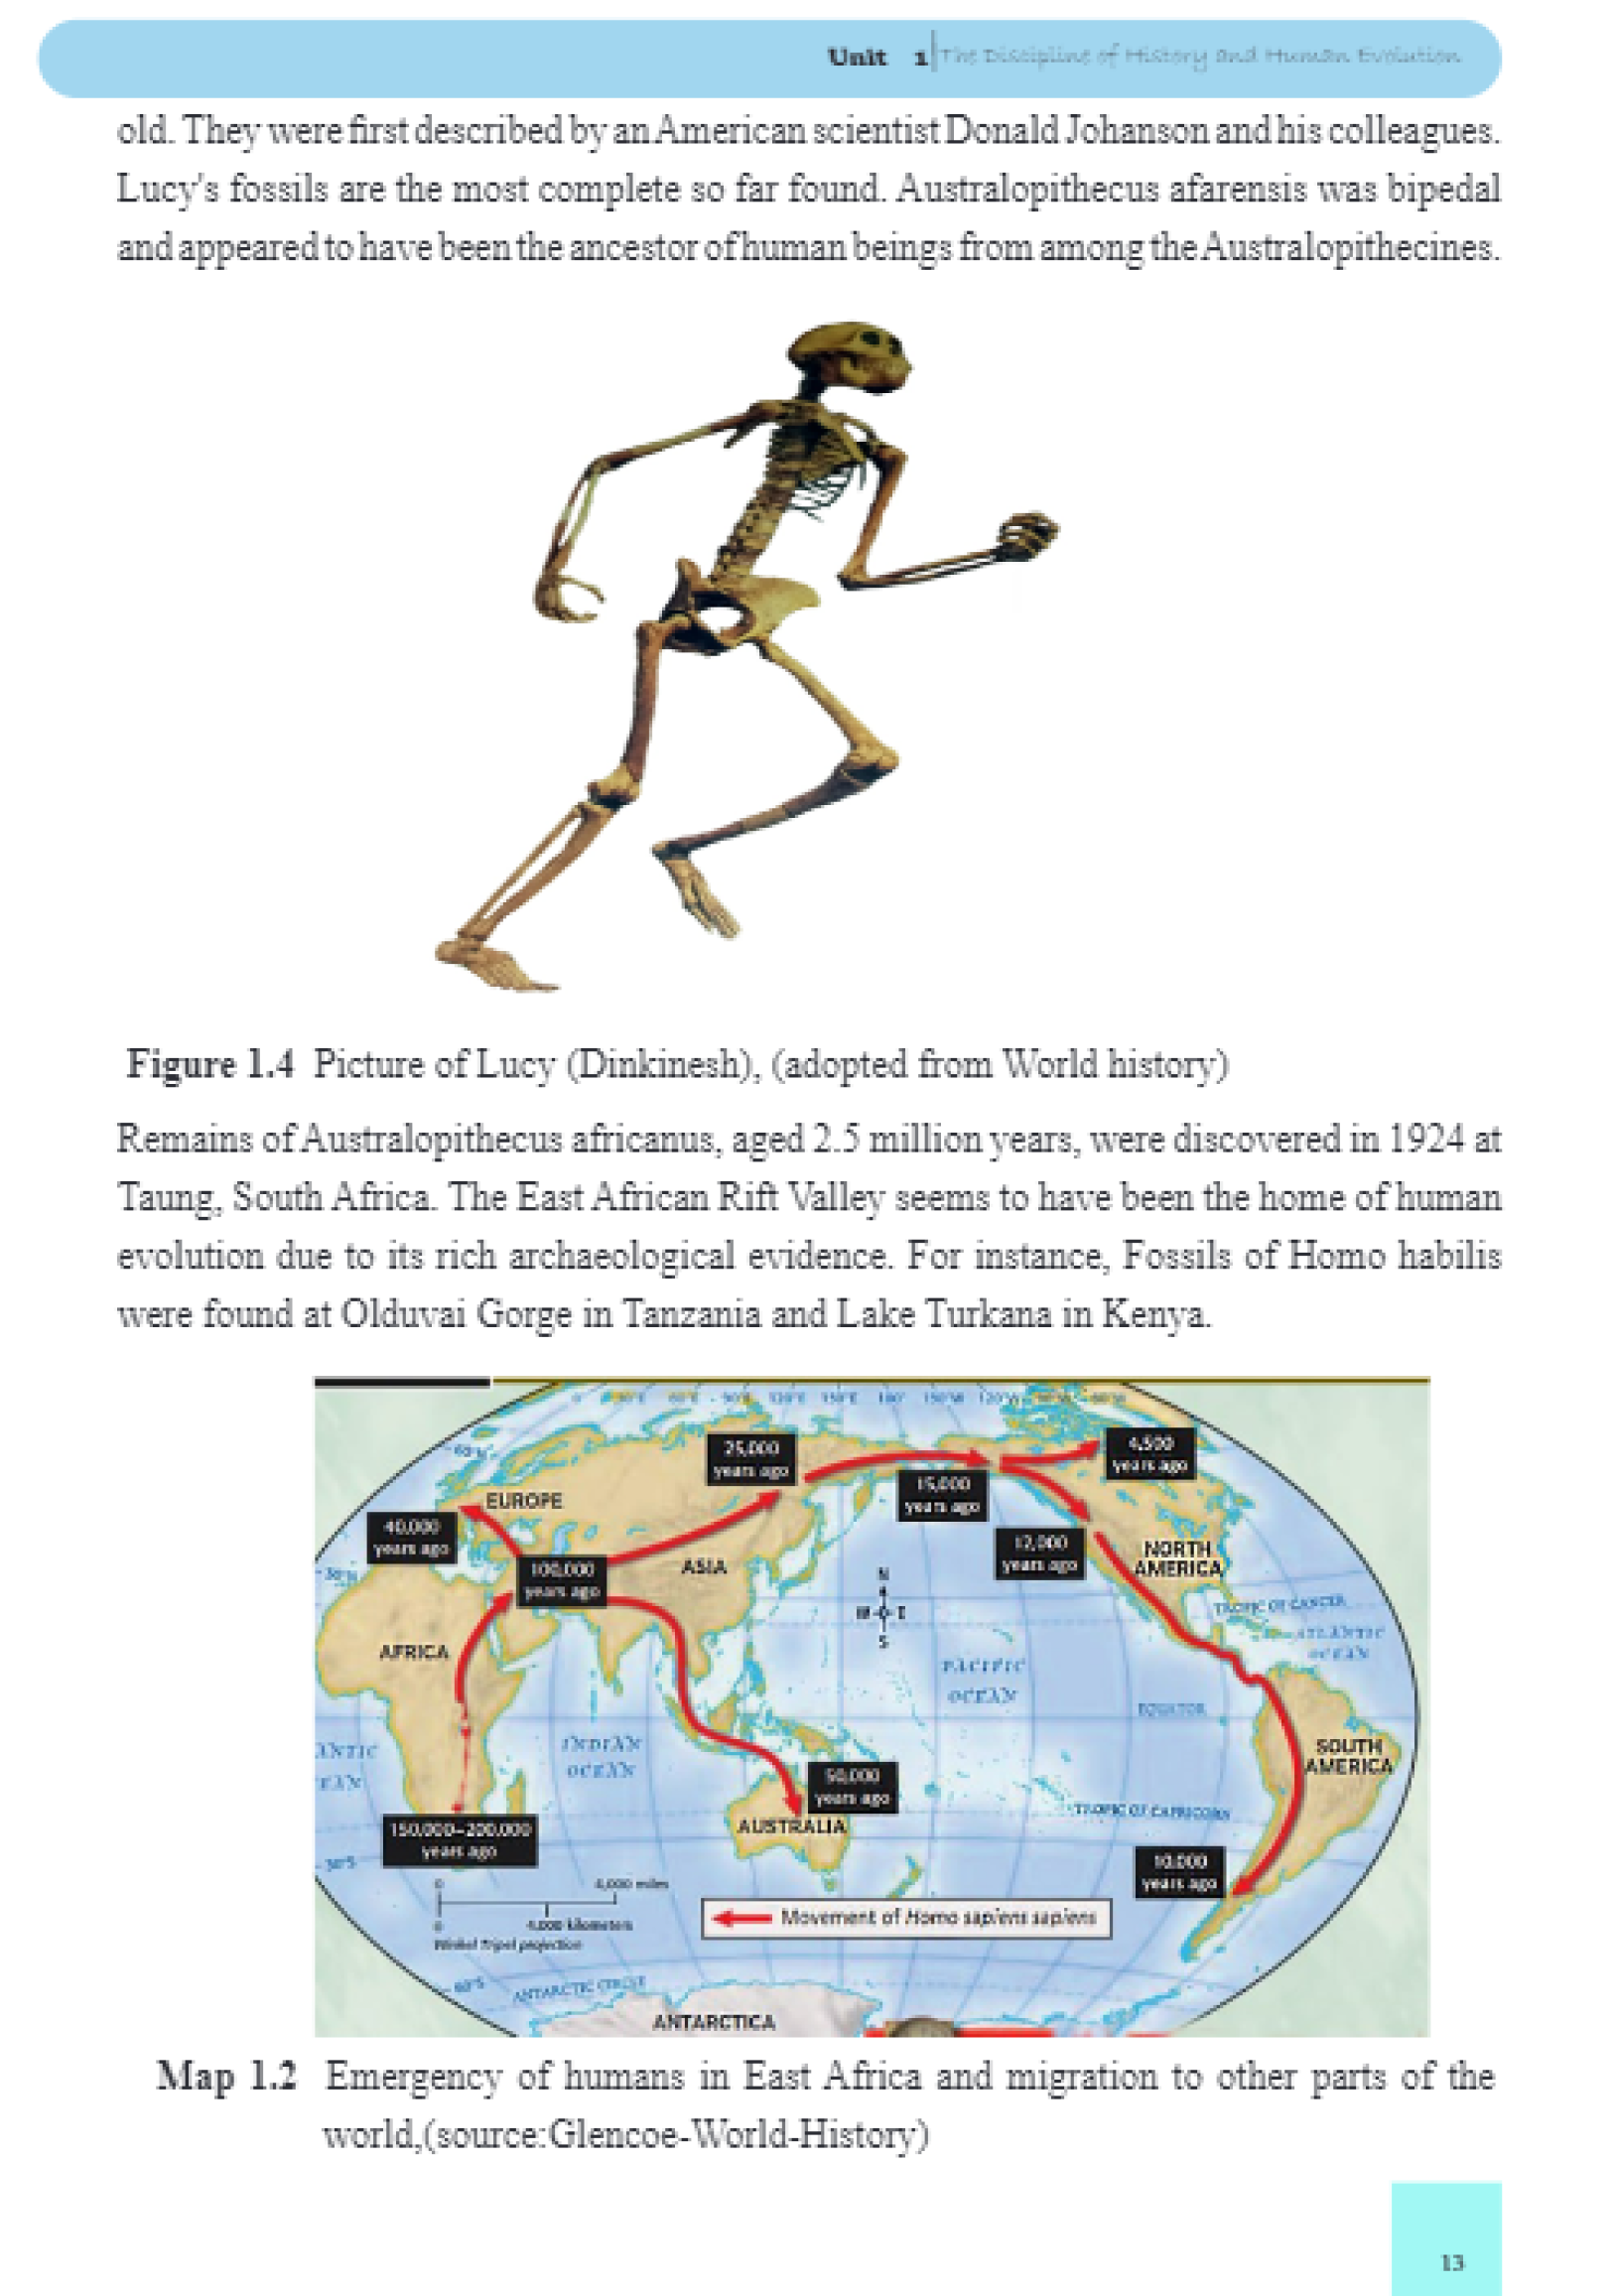 Unit 1 The Discipline of History and Human Evolution
old. They were first described by an American scientist Donald Johanson and his colleagues.
Lucy's fossils are the most complete so far found. Australopithecus afarensis was bipedal
and appeared to have been the ancestor of human beings from among the Australopithecines.
Figure 1.4 Picture of Lucy (Dinkinesh), (adopted from World history)
Remains of Australopithecus africanus, aged 2.5 million years, were discovered in 1924 at
Taung, South Africa. The East African Rift Valley seems to have been the home of human
evolution due to its rich archaeological evidence. For instance, Fossils of Homo habilis
were found at Olduvai Gorge in Tanzania and Lake Turkana in Kenya.
4,500
years ago
25,000
years ago
15,000
years ago
EUROPE
40,000
years ago
12,000
years ago
NORTH
AMERICA
100,000
years ago
ASIA
N
W E
S
TROPIC OF CANCER
ATLANTIC
OCEAN
AFRICA
PACIFIC
OCEAN
EQUATOR
INDIAN
OCEAN
ANTIC
EAN
SOUTH
AMERICA
50,000
years ago
TROPIC OF CAPRICORN
AUSTRALIA
150,000–200,000
years ago
30°S
10,000
years ago
0 4,000 miles
0 4,000 kilometers
Winkel Tripel projection
Movement of Homo sapiens sapiens
60°S
ANTARCTIC CIRCLE
ANTARCTICA
Map 1.2 Emergency of humans in East Africa and migration to other parts of the
world,(source:Glencoe-World-History)
13